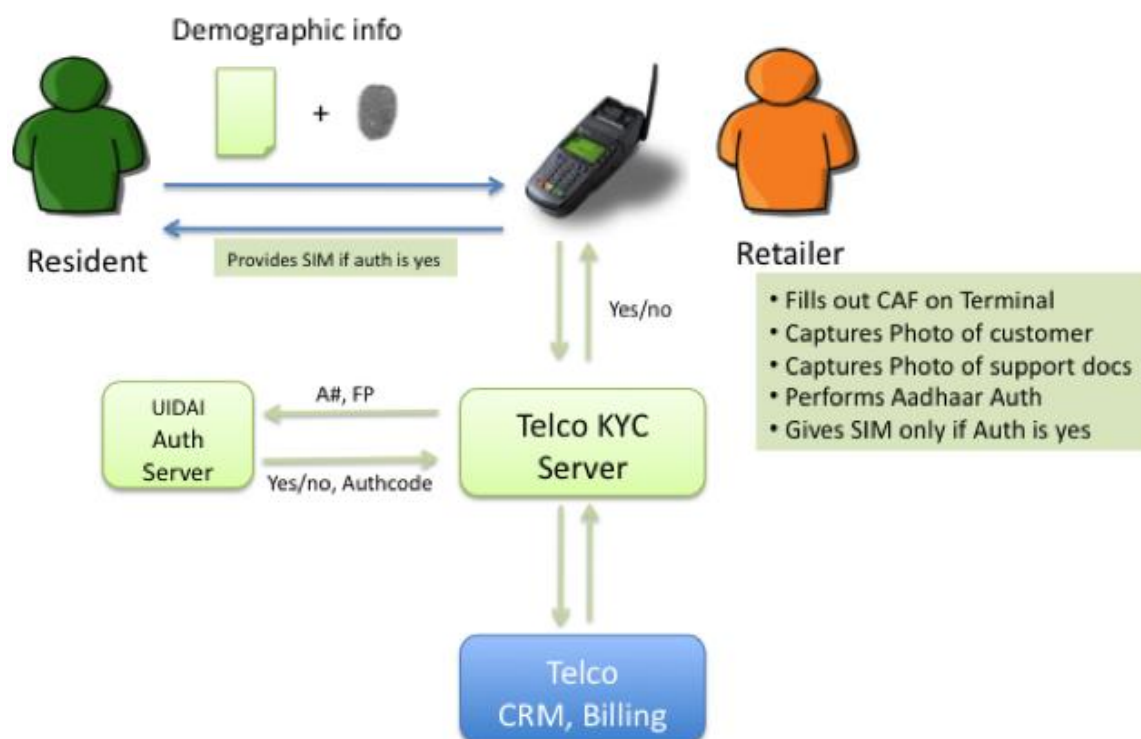 Demographic info
+
Resident
Provides SIM if auth is yes
Retailer
• Fills out CAF on Terminal
• Captures Photo of customer
• Captures Photo of support docs
• Performs Aadhaar Auth
• Gives SIM only if Auth is yes
Yes/no
A#, FP
UIDAI
Auth
Server
Yes/no, Authcode
Telco KYC
Server
Telco
CRM, Billing